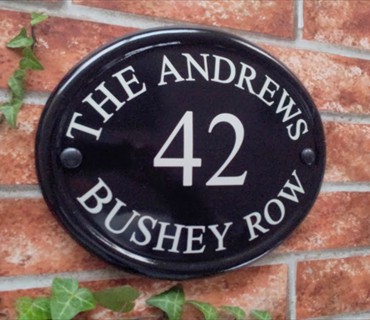 THE ANDREWS
42
BUSHEY ROW